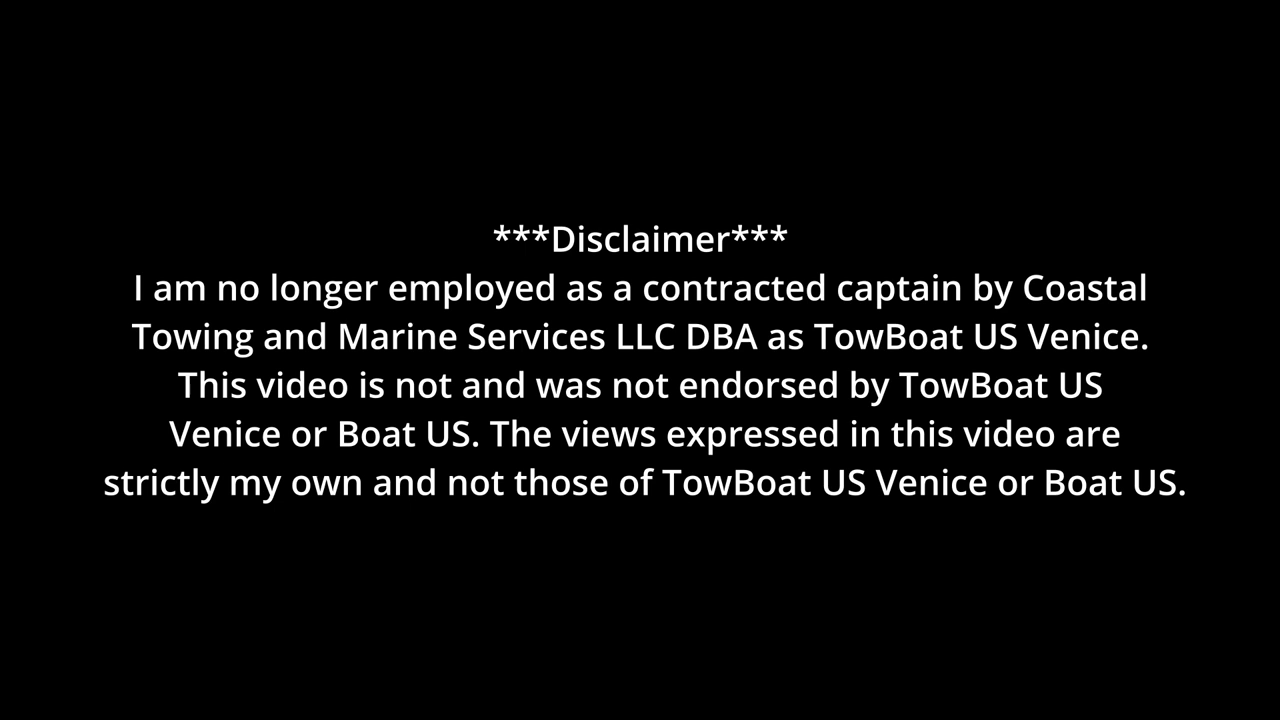 ***Disclaimer***
I am no longer employed as a contracted captain by Coastal
Towing and Marine Services LLC DBA as TowBoat US Venice.
This video is not and was not endorsed by TowBoat US
Venice or Boat US. The views expressed in this video are
strictly my own and not those of TowBoat US Venice or Boat US.